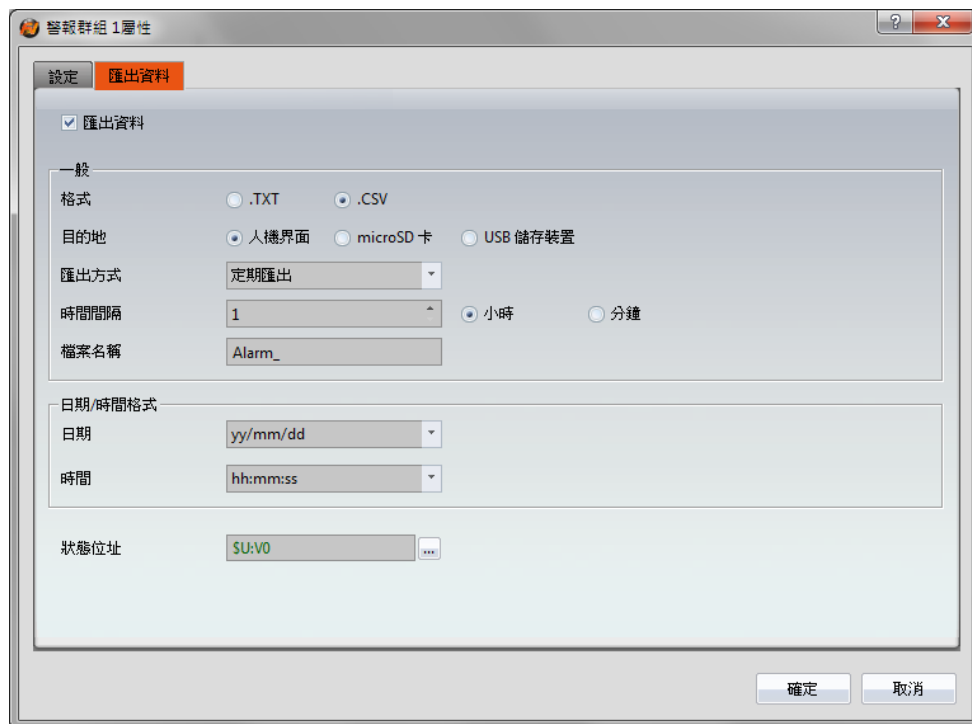 警報群組 1屬性
設定 匯出資料
匯出資料
一般
格式 .TXT .CSV
目的地 人機界面 microSD 卡 USB 儲存裝置
匯出方式 定期匯出
時間間隔 1 小時 分鐘
檔案名稱 Alarm_
日期/時間格式
日期 yy/mm/dd
時間 hh:mm:ss
狀態位址 $U:V0 ...
確定 取消